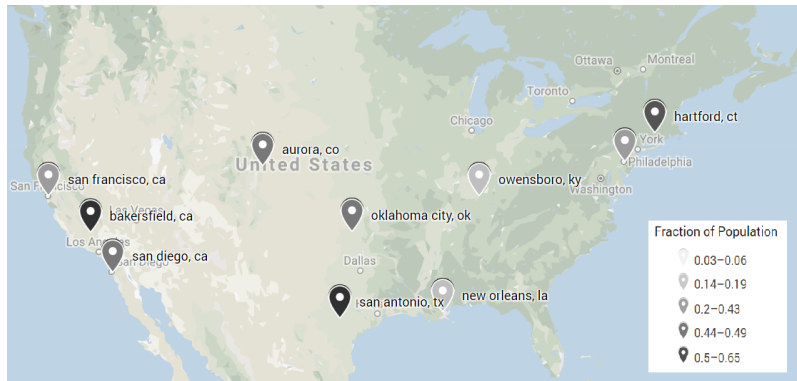 Ottawa
Montreal
Toronto
Chicago
hartford, ct
York
Philadelphia
aurora, co
United States
san francisco, ca
San Francisco
owensboro, ky
Washington
bakersfield, ca
Las Vegas
oklahoma city, ok
Los Angeles
san diego, ca
San Diego
Dallas
san antonio, tx
new orleans, la
Fraction of Population
0.03–0.06
0.14–0.19
0.2–0.43
0.44–0.49
0.5–0.65